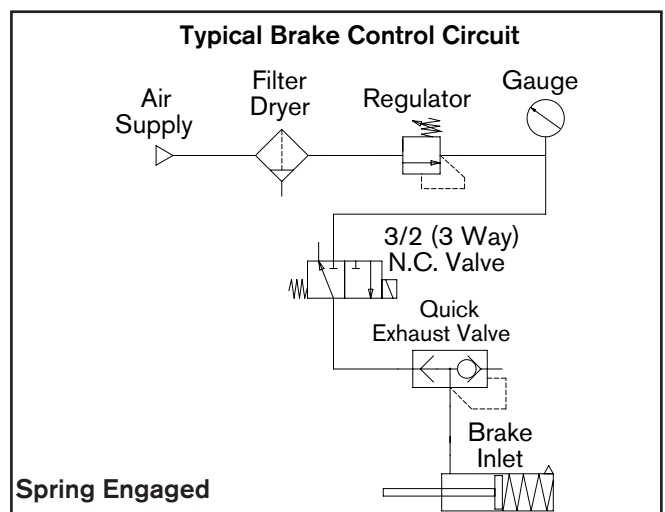 Typical Brake Control Circuit
Air
Supply
Filter
Dryer
Regulator
Gauge
3/2 (3 Way)
N.C. Valve
Quick
Exhaust Valve
Brake
Inlet
Spring Engaged